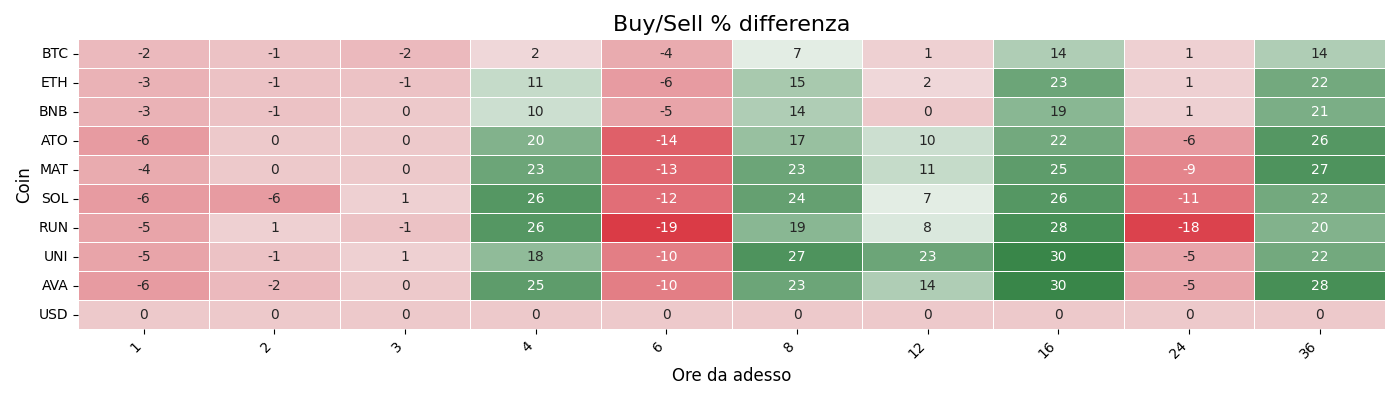 Buy/Sell % differenza
Coin
BTC -2 -1 -2 2 -4 7 1 14 1 14
ETH -3 -1 -1 11 -6 15 2 23 1 22
BNB -3 -1 0 10 -5 14 0 19 1 21
ATO -6 0 0 20 -14 17 10 22 -6 26
MAT -4 0 0 23 -13 23 11 25 -9 27
SOL -6 -6 1 26 -12 24 7 26 -11 22
RUN -5 1 -1 26 -19 19 8 28 -18 20
UNI -5 -1 1 18 -10 27 23 30 -5 22
AVA -6 -2 0 25 -10 23 14 30 -5 28
USD 0 0 0 0 0 0 0 0 0 0
1 2 3 4 6 8 12 16 24 36
Ore da adesso